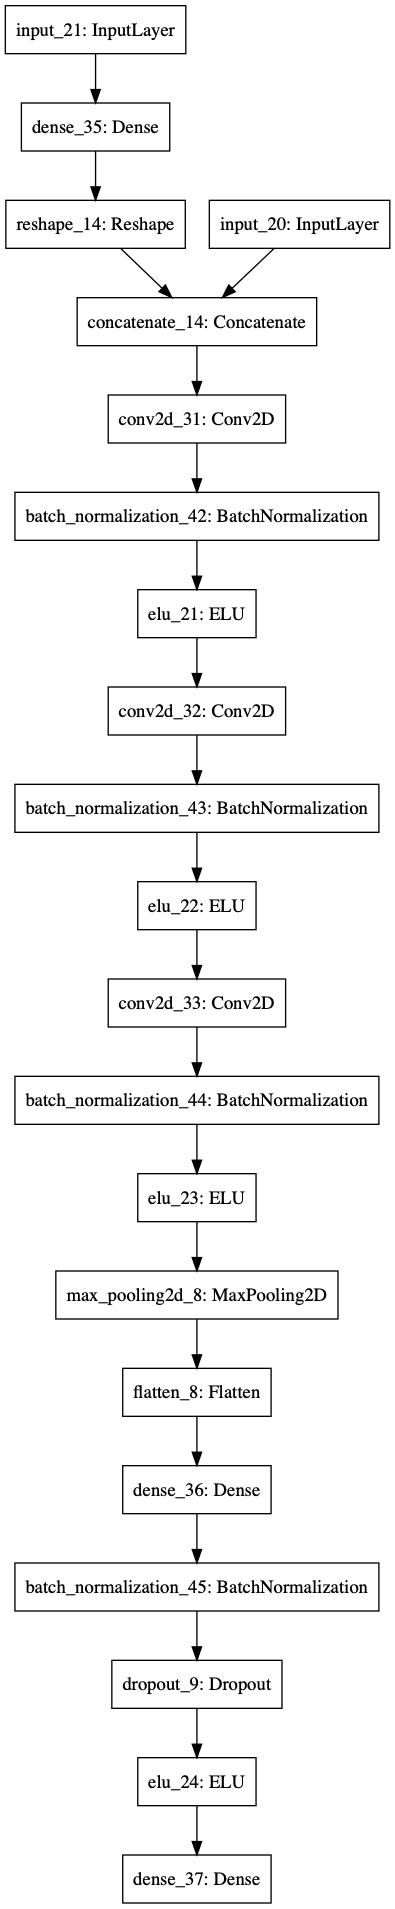 input_21: InputLayer
dense_35: Dense
reshape_14: Reshape
input_20: InputLayer
concatenate_14: Concatenate
conv2d_31: Conv2D
batch_normalization_42: BatchNormalization
elu_21: ELU
conv2d_32: Conv2D
batch_normalization_43: BatchNormalization
elu_22: ELU
conv2d_33: Conv2D
batch_normalization_44: BatchNormalization
elu_23: ELU
max_pooling2d_8: MaxPooling2D
flatten_8: Flatten
dense_36: Dense
batch_normalization_45: BatchNormalization
dropout_9: Dropout
elu_24: ELU
dense_37: Dense